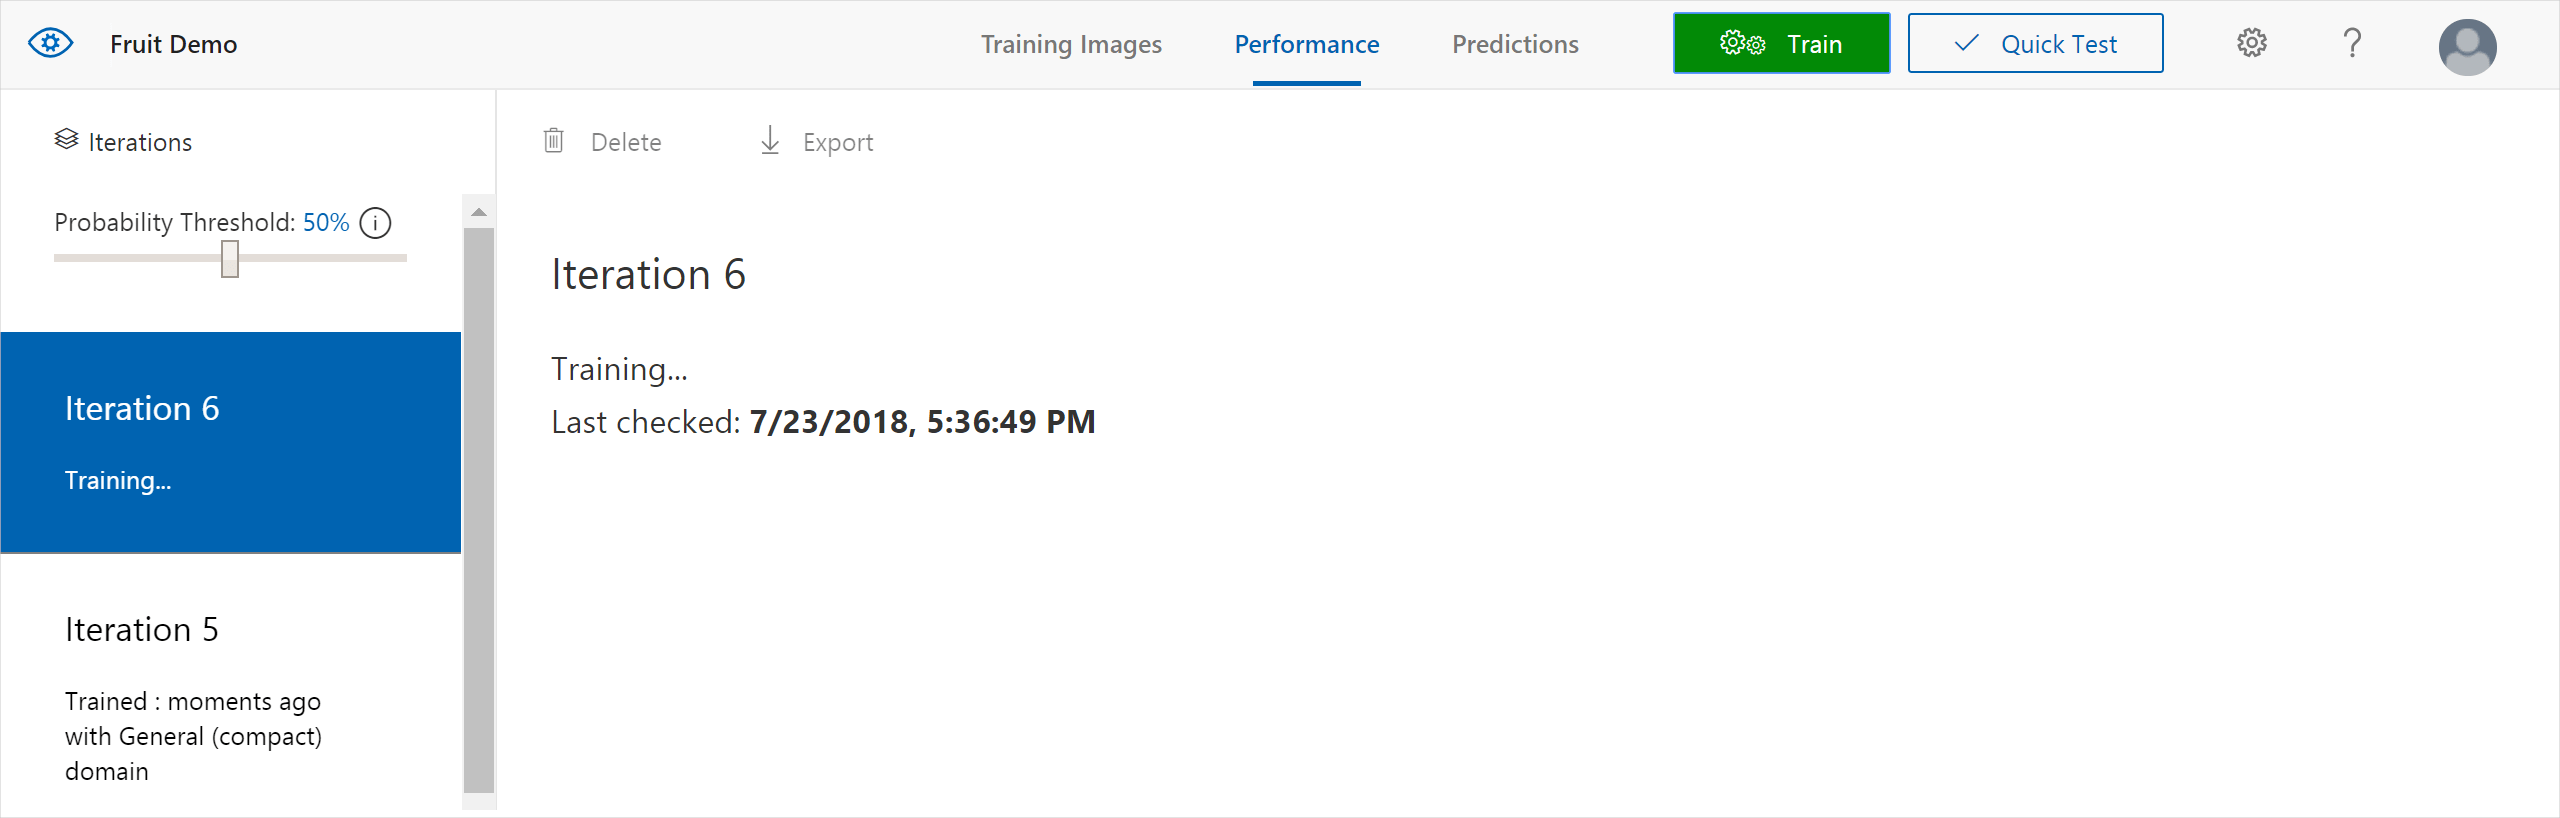 Fruit Demo
Training Images
Performance
Predictions
Train
Quick Test
Iterations
Probability Threshold: 50%
Iteration 6
Training...
Iteration 5
Trained : moments ago
with General (compact)
domain
Delete
Export
Iteration 6
Training...
Last checked: 7/23/2018, 5:36:49 PM